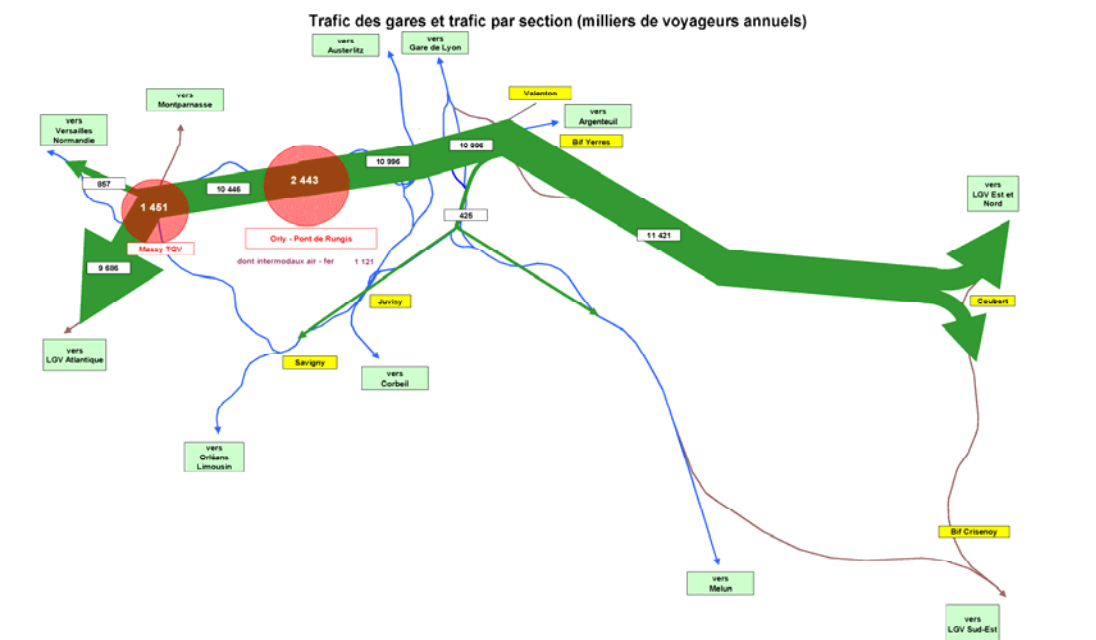 Trafic des gares et trafic par section (milliers de voyageurs annuels)
vers
Austerlitz
vers
Gare de Lyon
vers
Montparnasse
Valenton
vers
Argenteuil
vers
Versailles
Normandie
Bif Yerres
10 996
10 996
857
10 446
2 443
1 451
vers
LGV Est et
Nord
425
11 421
Orly - Pont de Rungis
Massy TGV
dont intermodaux air - fer 1 121
9 686
Juvisy
Coubert
vers
LGV Atlantique
Savigny
vers
Corbeil
vers
Orléans
Limousin
Bif Crisenoy
vers
Melun
vers
LGV Sud-Est